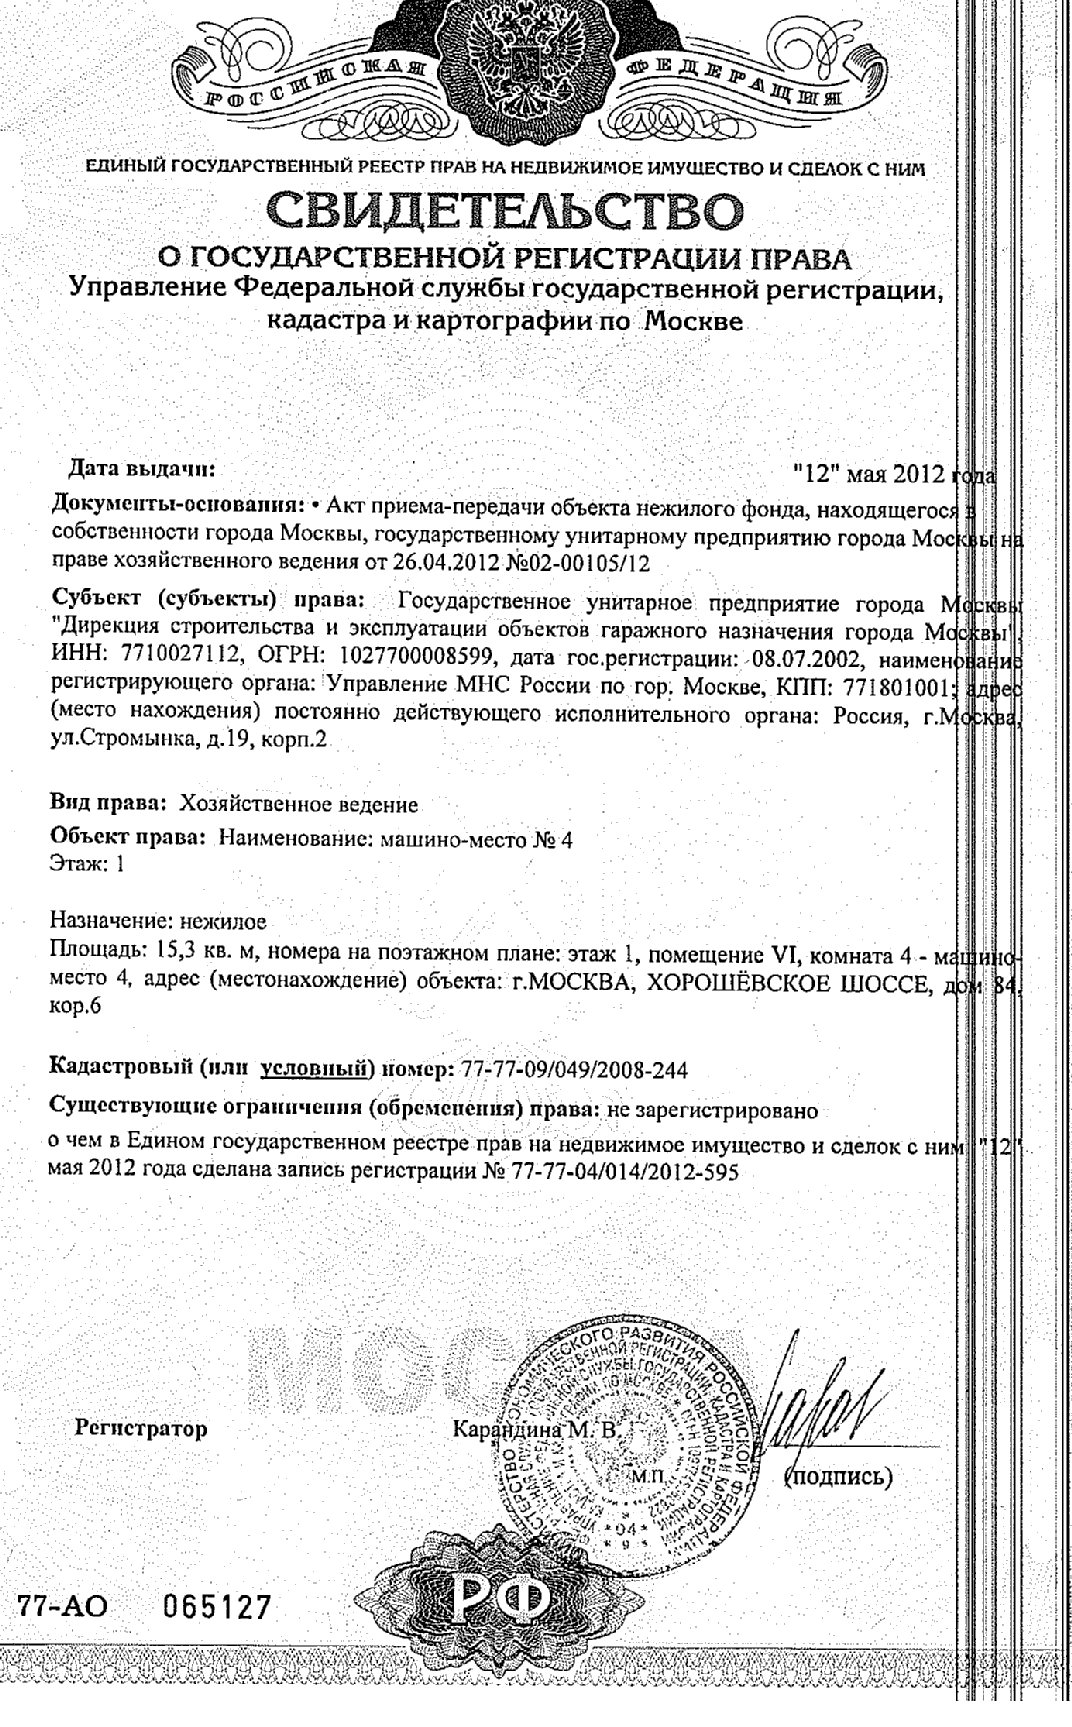 РОССИЙСКАЯ ФЕДЕРАЦИЯ
ЕДИНЫЙ ГОСУДАРСТВЕННЫЙ РЕЕСТР ПРАВ НА НЕДВИЖИМОЕ ИМУЩЕСТВО И СДЕЛОК С НИМ
СВИДЕТЕЛЬСТВО
О ГОСУДАРСТВЕННОЙ РЕГИСТРАЦИИ ПРАВА
Управление Федеральной службы государственной регистрации,
кадастра и картографии по Москве
Дата выдачи: "12" мая 2012 года
Документы-основания: • Акт приема-передачи объекта нежилого фонда, находящегося в
собственности города Москвы, государственному унитарному предприятию города Москвы на
праве хозяйственного ведения от 26.04.2012 №02-00105/12
Субъект (субъекты) права: Государственное унитарное предприятие города Москвы
"Дирекция строительства и эксплуатации объектов гаражного назначения города Москвы",
ИНН: 7710027112, ОГРН: 1027700008599, дата гос.регистрации: 08.07.2002, наименование
регистрирующего органа: Управление МНС России по гор. Москве, КПП: 771801001; адрес
(место нахождения) постоянно действующего исполнительного органа: Россия, г.Москва,
ул.Стромынка, д.19, корп.2
Вид права: Хозяйственное ведение
Объект права: Наименование: машино-место № 4
Этаж: 1
Назначение: нежилое
Площадь: 15,3 кв. м, номера на поэтажном плане: этаж 1, помещение VI, комната 4 - машино-
место 4, адрес (местонахождение) объекта: г.МОСКВА, ХОРОШЁВСКОЕ ШОССЕ, дом 84,
кор.6
Кадастровый (или условный) номер: 77-77-09/049/2008-244
Существующие ограничения (обременения) права: не зарегистрировано
о чем в Едином государственном реестре прав на недвижимое имущество и сделок с ним "12"
мая 2012 года сделана запись регистрации № 77-77-04/014/2012-595
Регистратор Карандина М. В.
М.П.
(подпись)
РФ
77-АО 065127